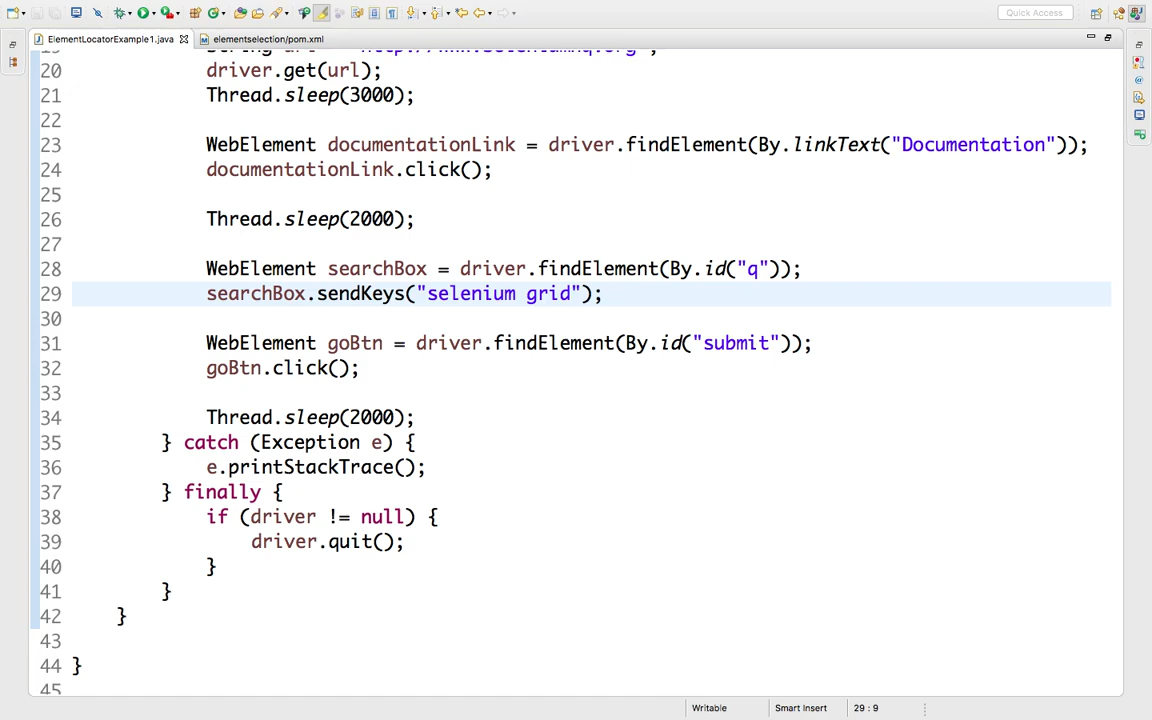 Quick Access
ElementLocatorExample1.java
elementselection/pom.xml
20 driver.get(url);
21 Thread.sleep(3000);
22
23 WebElement documentationLink = driver.findElement(By.linkText("Documentation"));
24 documentationLink.click();
25
26 Thread.sleep(2000);
27
28 WebElement searchBox = driver.findElement(By.id("q"));
29 searchBox.sendKeys("selenium grid");
30
31 WebElement goBtn = driver.findElement(By.id("submit"));
32 goBtn.click();
33
34 Thread.sleep(2000);
35 } catch (Exception e) {
36 e.printStackTrace();
37 } finally {
38 if (driver != null) {
39 driver.quit();
40 }
41 }
42 }
43
44 }
45
Writable
Smart Insert
29 : 9